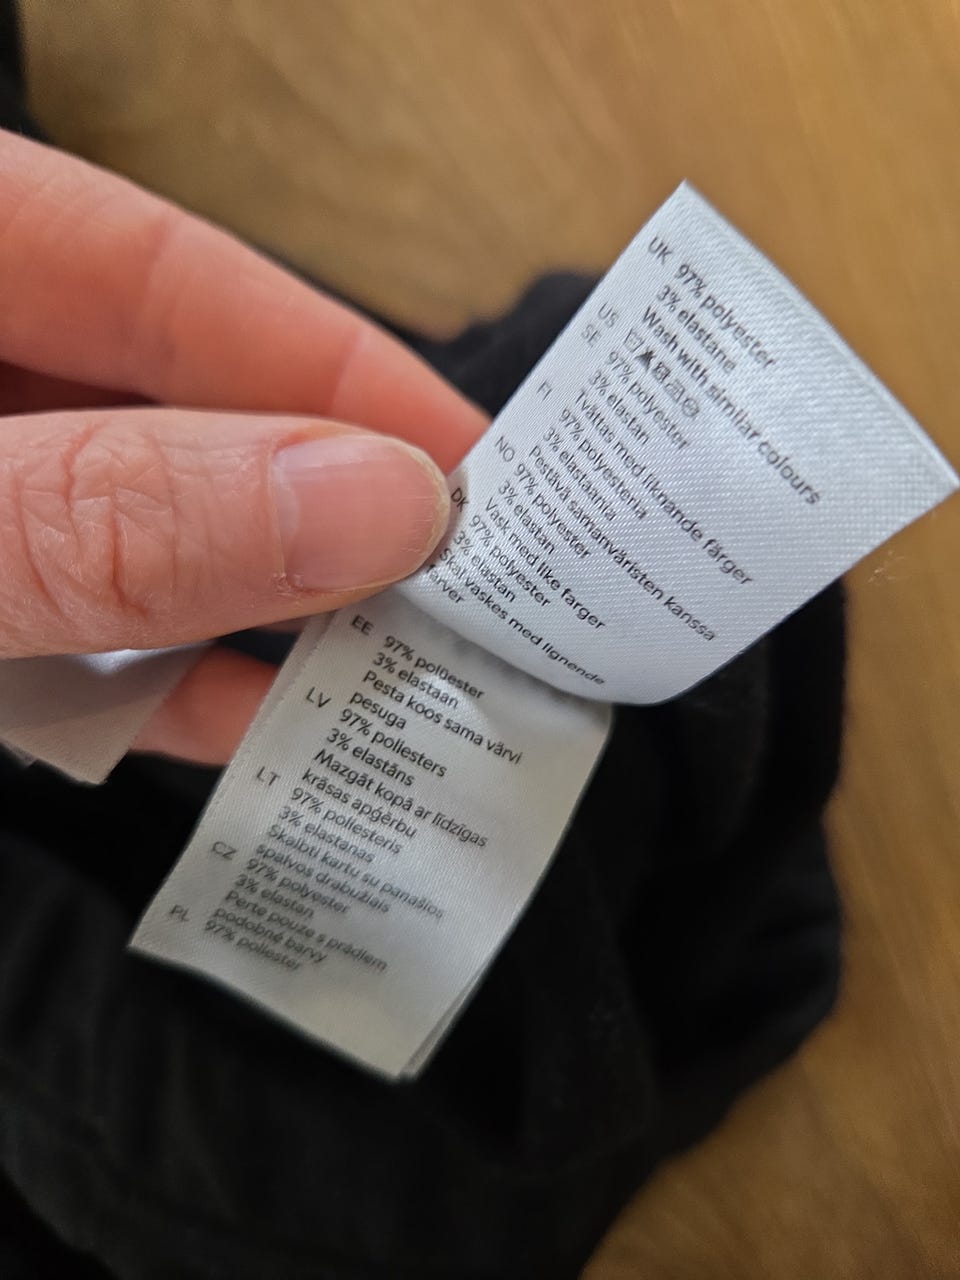 UK 97% polyester
3% elastane
Wash with similar colours
US
SE 97% polyester
3% elastan
Tvättas med liknande färger
FI 97% polyesteria
3% elastaania
Pestävä samanväristen kanssa
NO 97% polyester
3% elastan
Vask med like farger
DK 97% polyester
3% elastan
Skal vaskes med lignende
farver
EE 97% polüester
3% elastaan
Pesta koos sama värvi
pesuga
LV 97% poliesters
3% elastāns
Mazgāt kopā ar līdzīgas
krāsas apģērbu
LT 97% poliesteris
3% elastanas
Skalbti kartu su panašios
spalvos drabužiais
CZ 97% polyester
3% elastan
Perte pouze s prádlem
podobné barvy
PL 97% poliester